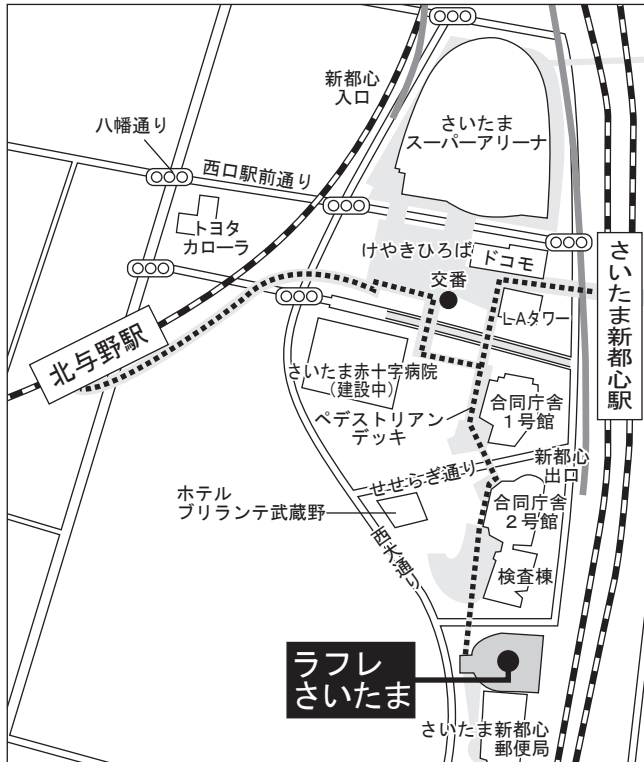 新都心
入口
さいたま
スーパーアリーナ
八幡通り
西口駅前通り
トヨタ
カローラ
けやきひろば
ドコモ
交番
L-Aタワー
さいたま新都心駅
北与野駅
さいたま赤十字病院
（建設中）
ペデストリアン
デッキ
合同庁舎
1号館
新都心
出口
せせらぎ通り
ホテル
ブリランテ武蔵野
合同庁舎
2号館
西大通り
検査棟
ラフレ
さいたま
さいたま新都心
郵便局